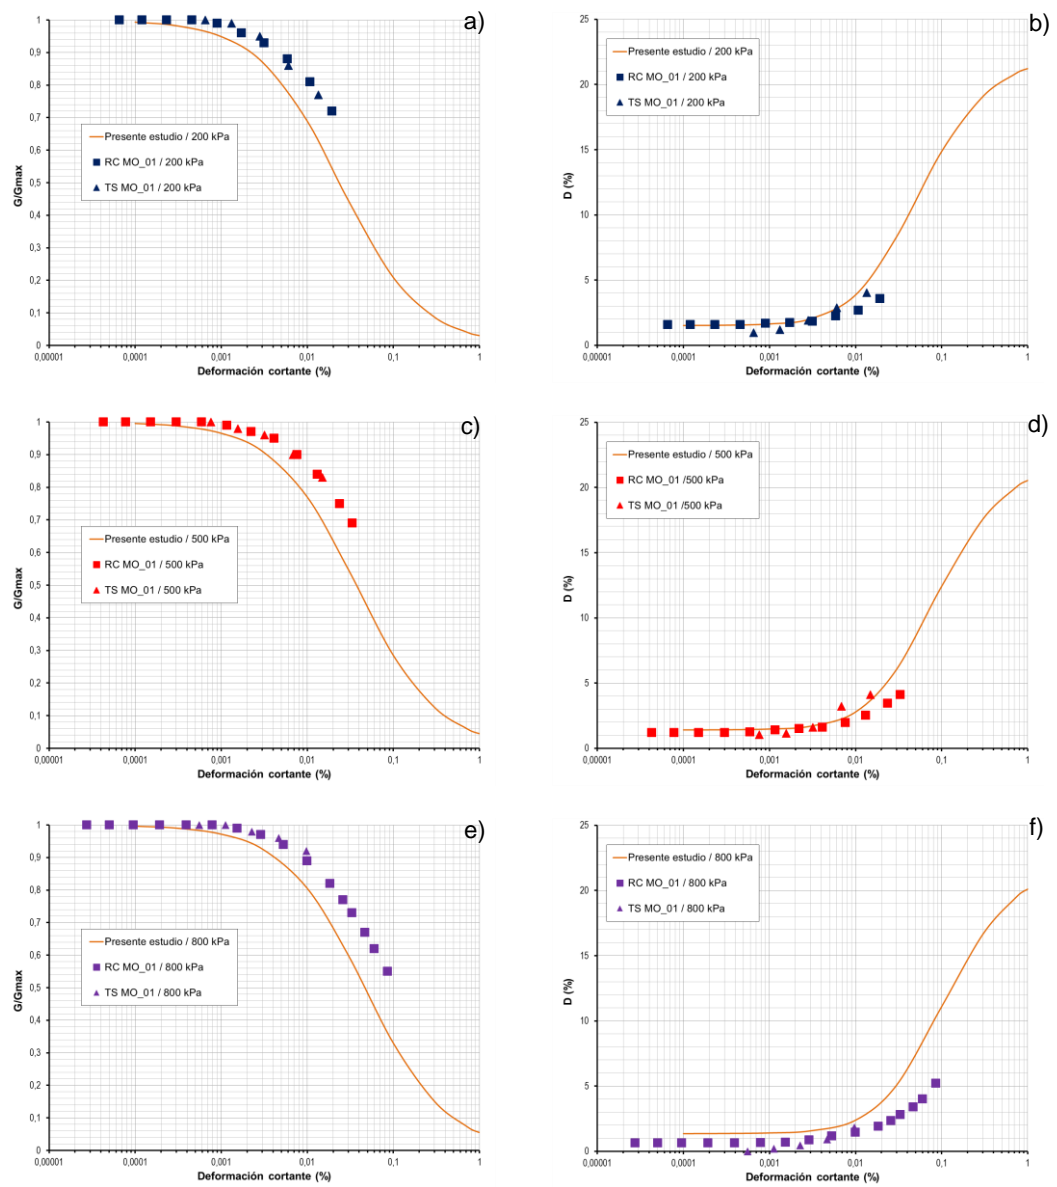 a)
1
0,9
0,8
0,7
0,6
0,5
0,4
0,3
0,2
0,1
0
G/Gmax
Presente estudio / 200 kPa
RC MO_01 / 200 kPa
TS MO_01 / 200 kPa
0,00001 0,0001 0,001 0,01 0,1 1
Deformación cortante (%)
b)
25
20
15
10
5
0
D (%)
Presente estudio / 200 kPa
RC MO_01 / 200 kPa
TS MO_01 / 200 kPa
0,00001 0,0001 0,001 0,01 0,1 1
Deformación cortante (%)
c)
1
0,9
0,8
0,7
0,6
0,5
0,4
0,3
0,2
0,1
0
G/Gmax
Presente estudio / 500 kPa
RC MO_01 / 500 kPa
TS MO_01 / 500 kPa
0,00001 0,0001 0,001 0,01 0,1 1
Deformación cortante (%)
d)
25
20
15
10
5
0
D (%)
Presente estudio / 500 kPa
RC MO_01 /500 kPa
TS MO_01 /500 kPa
0,00001 0,0001 0,001 0,01 0,1 1
Deformación cortante (%)
e)
1
0,9
0,8
0,7
0,6
0,5
0,4
0,3
0,2
0,1
0
G/Gmax
Presente estudio / 800 kPa
RC MO_01 / 800 kPa
TS MO_01 / 800 kPa
0,00001 0,0001 0,001 0,01 0,1 1
Deformación cortante (%)
f)
25
20
15
10
5
0
D (%)
Presente estudio / 800 kPa
RC MO_01 / 800 kPa
TS MO_01 / 800 kPa
0,00001 0,0001 0,001 0,01 0,1 1
Deformación cortante (%)